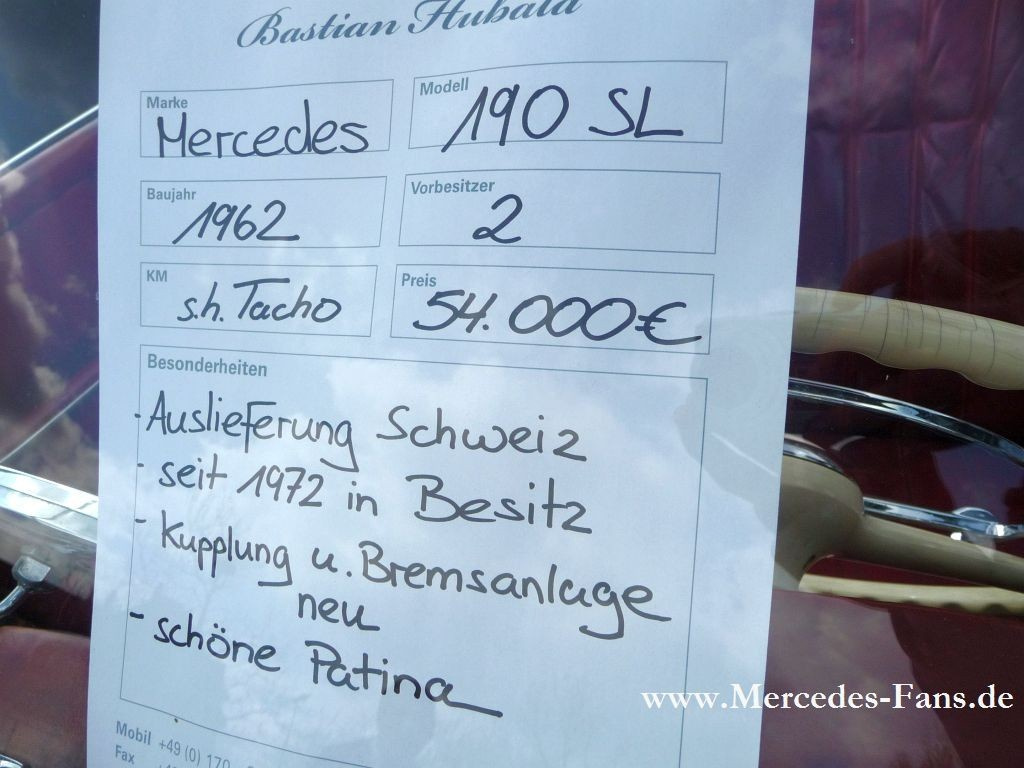 Bastian Hubald
Marke
Mercedes
Modell
190 SL
Baujahr
1962
Vorbesitzer
2
KM
s.h. Tacho
Preis
54.000€
Besonderheiten
- Auslieferung Schweiz
- seit 1972 in Besitz
- Kupplung u. Bremsanlage
neu
- schöne Patina
Mobil +49 (0) 170
Fax
www.Mercedes-Fans.de